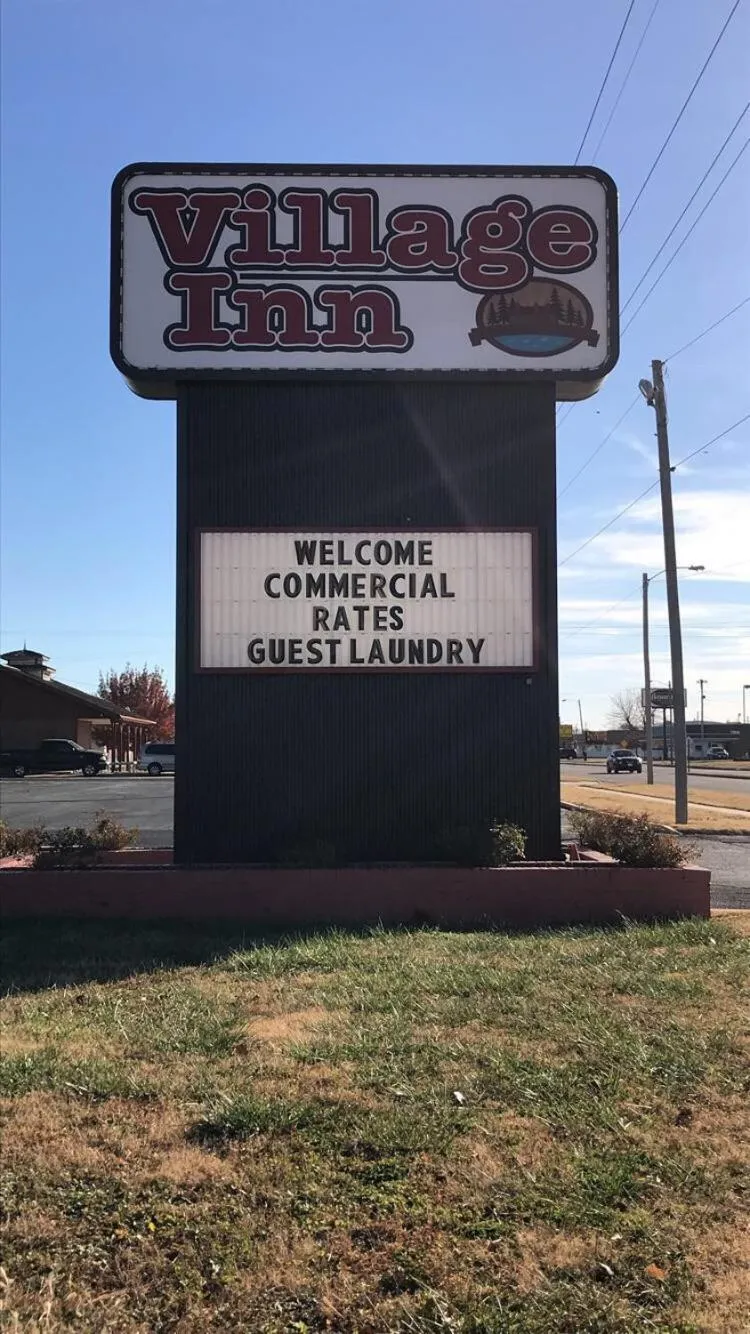 Village
Inn
WELCOME
COMMERCIAL
RATES
GUEST LAUNDRY